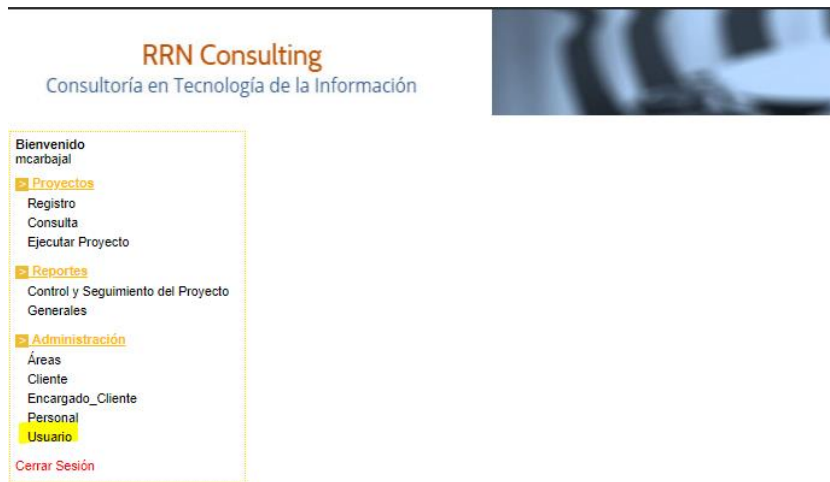 RRN Consulting
Consultoría en Tecnología de la Información
Bienvenido
mcarbajal
> Proyectos
Registro
Consulta
Ejecutar Proyecto
> Reportes
Control y Seguimiento del Proyecto
Generales
> Administración
Áreas
Cliente
Encargado_Cliente
Personal
Usuario
Cerrar Sesión